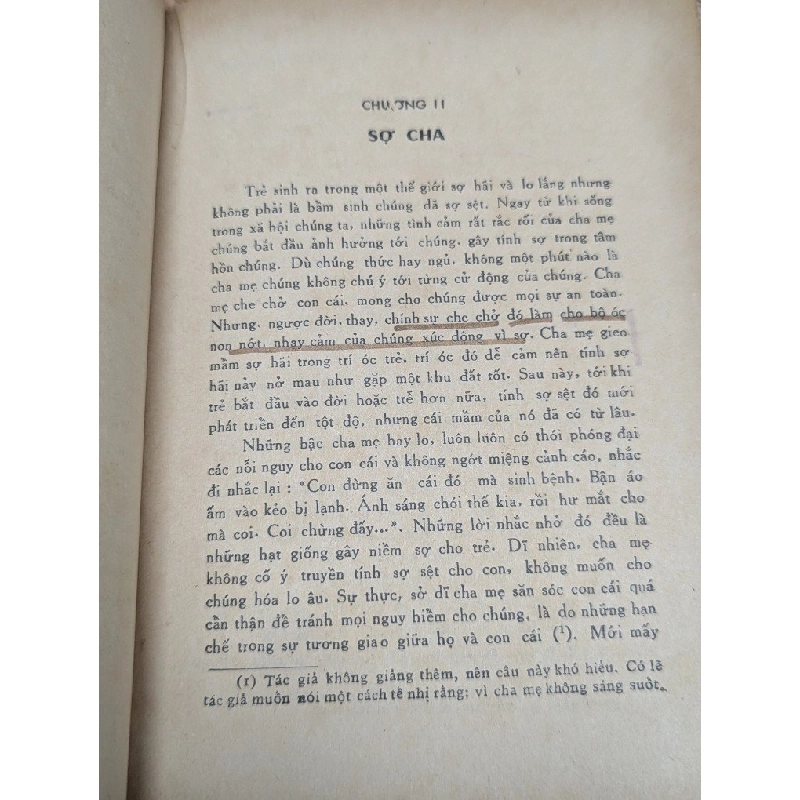 CHƯƠNG II
SỢ CHA
Trẻ sinh ra trong một thế giới sợ hãi và lo lắng nhưng
không phải là bẩm sinh chúng đã sợ sệt. Ngay từ khi sống
trong xã hội chúng ta, những tình cảm rất rắc rối của cha mẹ
chúng bắt đầu ảnh hưởng tới chúng, gây tính sợ trong tâm
hồn chúng. Dù chúng thức hay ngủ, không một phút nào là
cha mẹ chúng không chú ý tới từng cử động của chúng. Cha
mẹ che chở con cái, mong cho chúng được mọi sự an toàn.
Nhưng, ngược đời, thay, chính sự che chở đó làm cho bộ óc
non nớt, nhạy cảm của chúng xúc động vì sợ. Cha mẹ gieo
mầm sợ hãi trong trí óc trẻ, trí óc đó dễ cảm nên tính sợ
hãi này nở mau như gặp một khu đất tốt. Sau này, tới khi
trẻ bắt đầu vào đời hoặc trễ hơn nữa, tính sợ sệt đó mới
phát triển đến tột độ, nhưng cái mầm của nó đã có từ lâu.
Những bậc cha mẹ hay lo, luôn luôn có thói phóng đại
các nỗi nguy cho con cái và không ngớt miệng cảnh cáo, nhắc
đi nhắc lại : “Con đừng ăn cái đó mà sinh bệnh. Bận áo
ấm vào kẻo bị lạnh. Ánh sáng chói thế kia, rồi hư mắt cho
mà coi. Coi chừng đấy...”. Những lời nhắc nhở đó đều là
những hạt giống gây niềm sợ cho trẻ. Dĩ nhiên, cha mẹ
không cố ý truyền tính sợ sệt cho con, không muốn cho
chúng hóa lo âu. Sự thực, sở dĩ cha mẹ săn sóc con cái quá
cẩn thận để tránh mọi nguy hiểm cho chúng, là do những hạn
chế trong sự tương giao giữa họ và con cái (¹). Mới mấy
(1) Tác giả không giảng thêm, nên câu này khó hiểu. Có lẽ
tác giả muốn nói một cách tế nhị rằng: vì cha mẹ không sáng suốt.